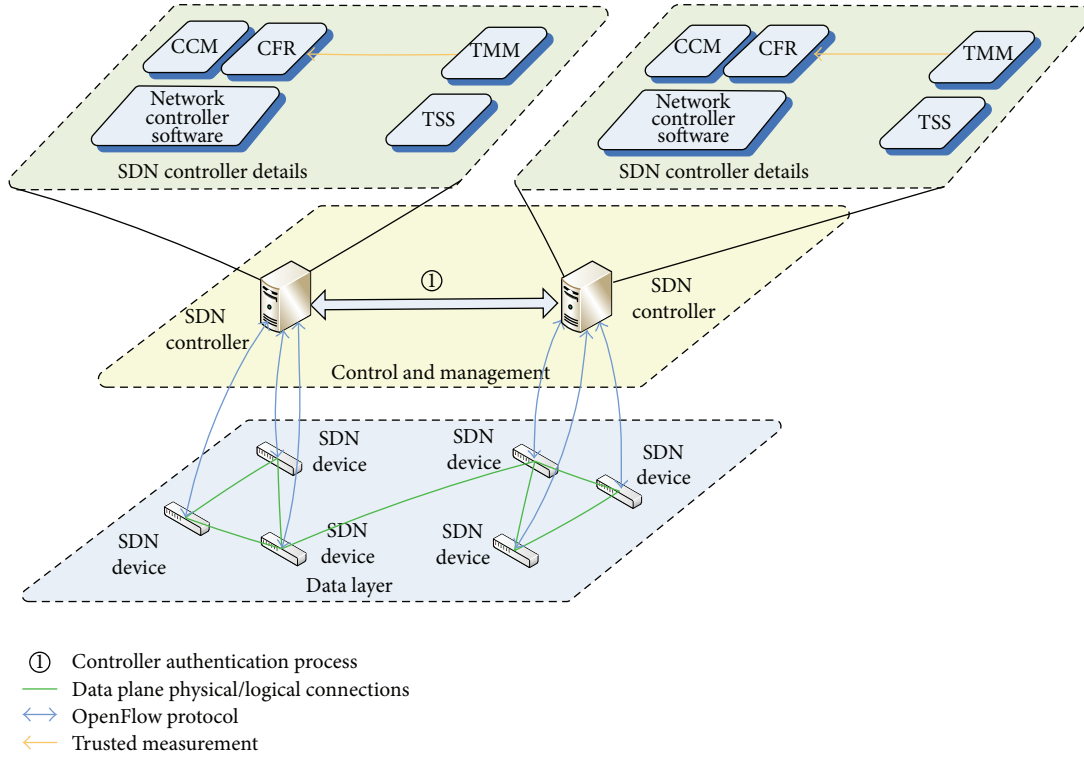 CCM
CFR
TMM
Network
controller
software
TSS
SDN controller details
CCM
CFR
TMM
Network
controller
software
TSS
SDN controller details
①
SDN
controller
SDN
controller
Control and management
SDN
device
SDN
device
SDN
device
SDN
device
SDN
device
SDN
device
Data layer
① Controller authentication process
Data plane physical/logical connections
OpenFlow protocol
Trusted measurement